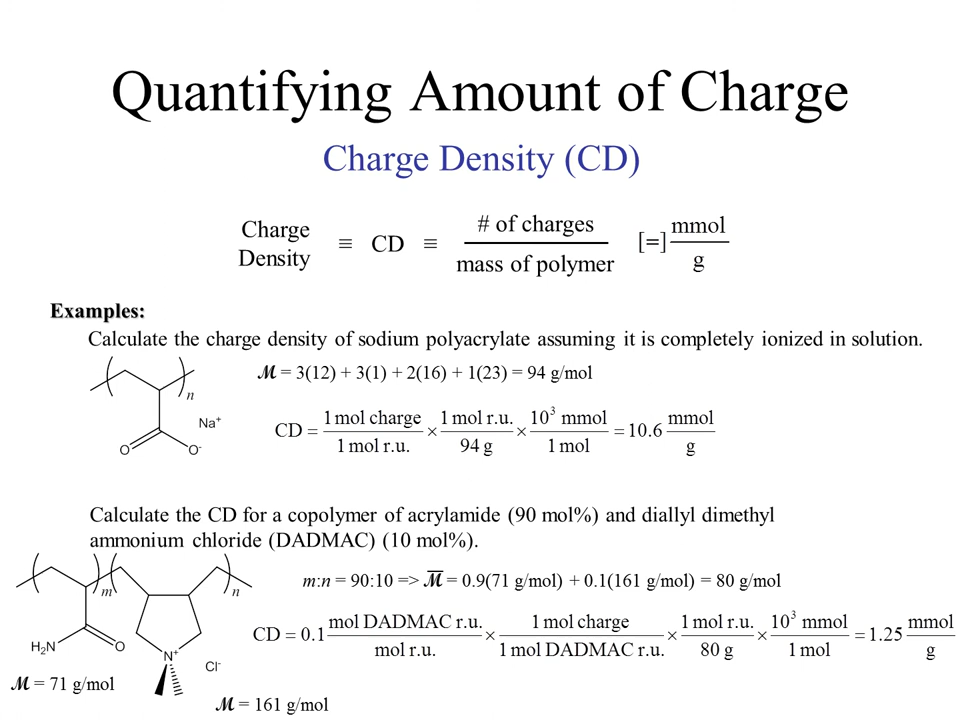 Quantifying Amount of Charge
Charge Density (CD)
Charge Density ≡ CD ≡ # of charges / mass of polymer [=] mmol / g
Examples:
Calculate the charge density of sodium polyacrylate assuming it is completely ionized in solution.
n
Na⁺
O O⁻
ℳ = 3(12) + 3(1) + 2(16) + 1(23) = 94 g/mol
CD = 1 mol charge / 1 mol r.u. × 1 mol r.u. / 94 g × 10³ mmol / 1 mol = 10.6 mmol / g
Calculate the CD for a copolymer of acrylamide (90 mol%) and diallyl dimethyl
ammonium chloride (DADMAC) (10 mol%).
m n
H₂N O N⁺ Cl⁻
m:n = 90:10 => ℳ̅ = 0.9(71 g/mol) + 0.1(161 g/mol) = 80 g/mol
CD = 0.1 mol DADMAC r.u. / mol r.u. × 1 mol charge / 1 mol DADMAC r.u. × 1 mol r.u. / 80 g × 10³ mmol / 1 mol = 1.25 mmol / g
ℳ = 71 g/mol
ℳ = 161 g/mol